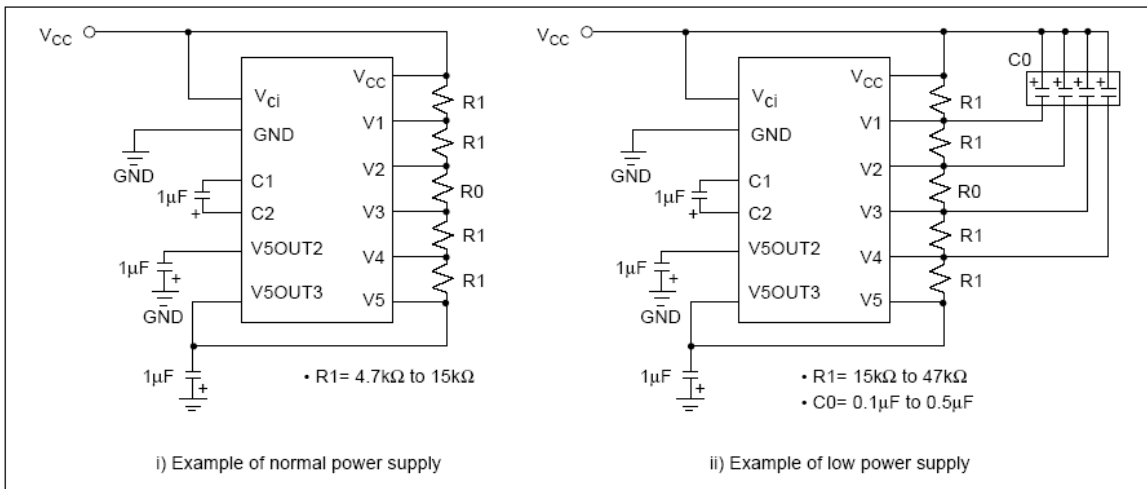 VCC
VCC
Vci
GND
GND
C1
C2
1µF
+
V5OUT2
1µF
+
GND
V5OUT3
1µF
+
V1
V2
V3
V4
V5
R1
R1
R0
R1
R1
• R1= 4.7kΩ to 15kΩ
i) Example of normal power supply
VCC
VCC
Vci
GND
GND
C1
C2
1µF
+
V5OUT2
1µF
+
GND
V5OUT3
1µF
+
V1
V2
V3
V4
V5
R1
R1
R0
R1
R1
C0
+ + + +
• R1= 15kΩ to 47kΩ
• C0= 0.1µF to 0.5µF
ii) Example of low power supply